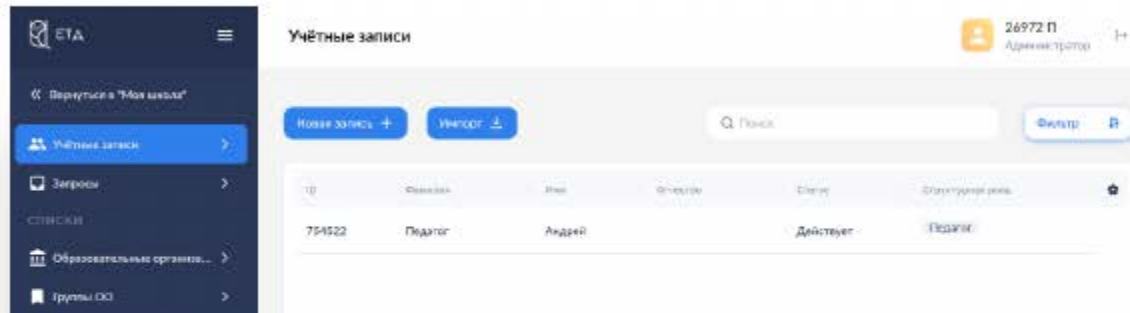 ЕТА
Учётные записи
26972 П
Администратор
Вернуться в "Моя школа"
Новая запись
Импорт
Поиск
Фильтр
Учётные записи
Запросы
ID Фамилия Имя Отчество Статус Структурная роль
СПИСКИ
754522 Педагог Андрей Действует Педагог
Образовательные организа...
Группы ОО